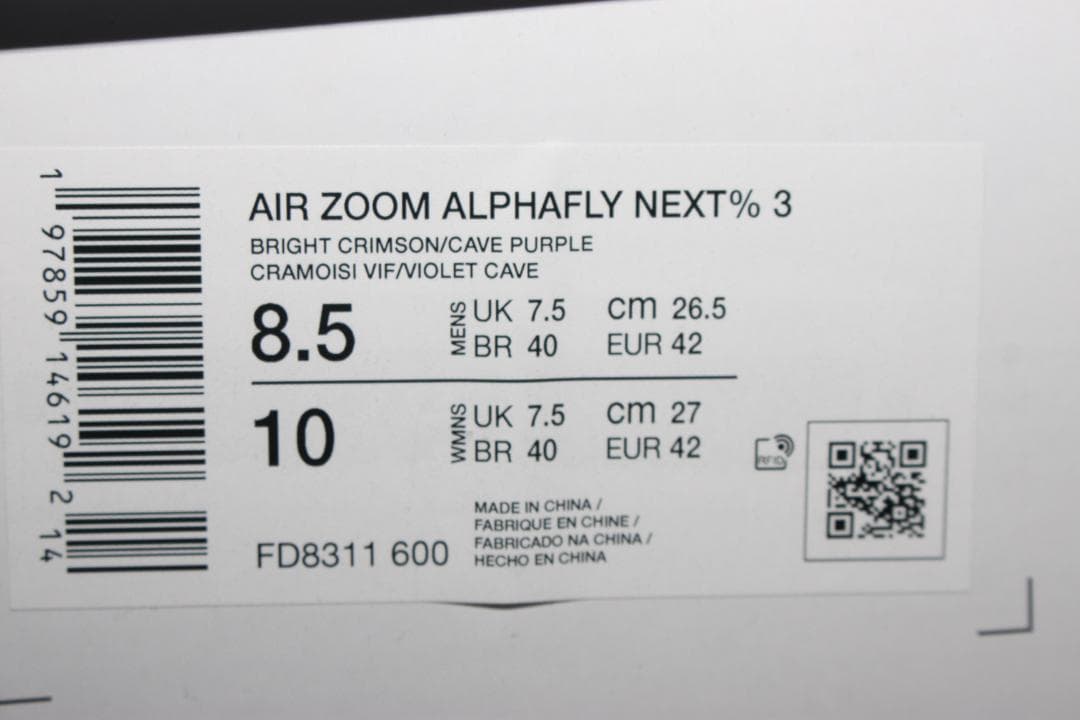 AIR ZOOM ALPHAFLY NEXT% 3
BRIGHT CRIMSON/CAVE PURPLE
CRAMOISI VIF/VIOLET CAVE
8.5 MENS UK 7.5 cm 26.5
BR 40 EUR 42
10 WMNS UK 7.5 cm 27
BR 40 EUR 42
RFID
MADE IN CHINA /
FABRIQUE EN CHINE /
FABRICADO NA CHINA /
HECHO EN CHINA
FD8311 600
1 97859 14619 2 14